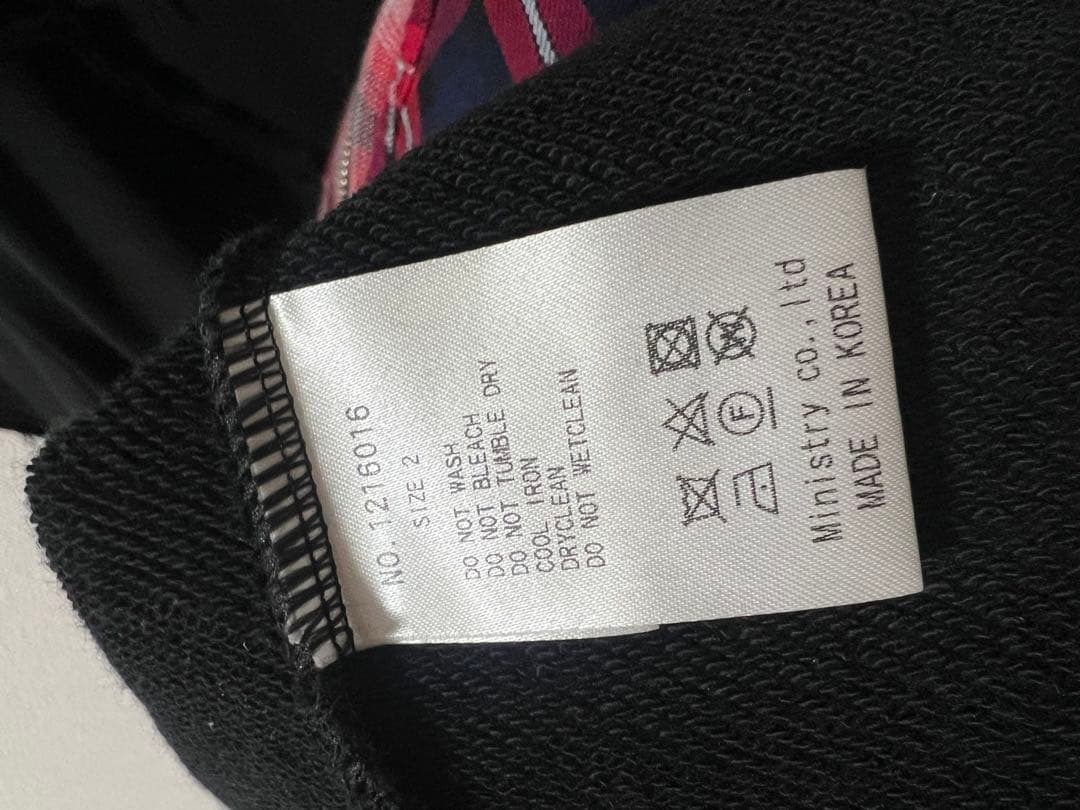 NO. 1216016
SIZE 2
DO NOT WASH
DO NOT BLEACH
DO NOT TUMBLE DRY
COOL IRON
DRYCLEAN
DO NOT WETCLEAN
F
W
Ministry co., ltd
MADE IN KOREA